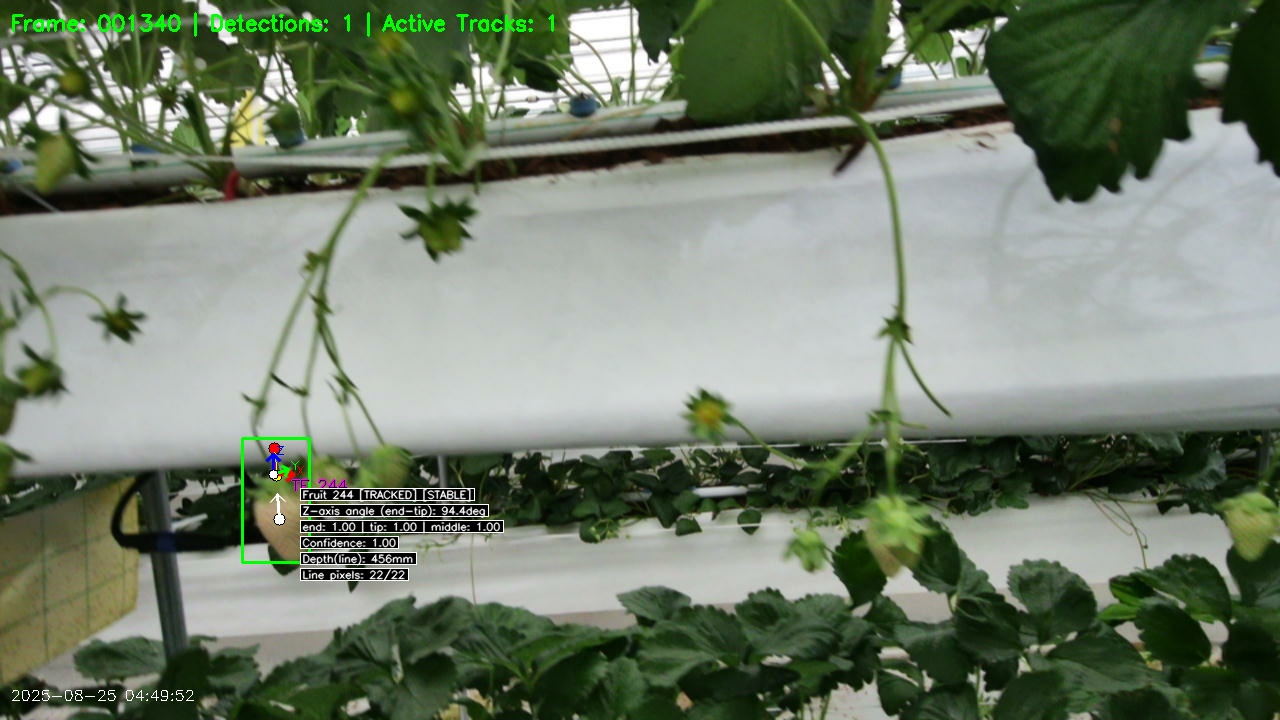 Frame: 001340 | Detections: 1 | Active Tracks: 1
TF_244
Fruit 244 [TRACKED] [STABLE]
Z-axis angle (end-tip): 94.4deg
end: 1.00 | tip: 1.00 | middle: 1.00
Confidence: 1.00
Depth(line): 456mm
Line pixels: 22/22
2025-08-25 04:49:52